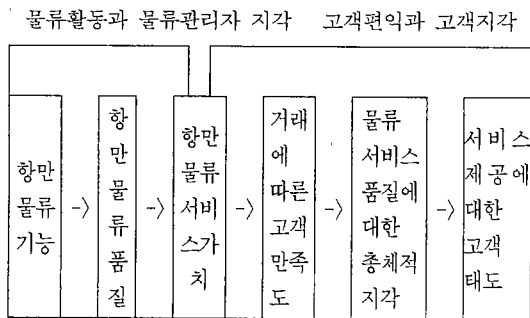 물류활동과 물류관리자 지각 고객편익과 고객지각
항만
물류
기능
->
항
만
물
류
품
질
->
항만
물류
서비
스가
치
->
거래
에
따른
고객
만족
도
->
물류
서비스
품질에
대한
총체적
지각
->
서비스
제공에
대한
고객
태도